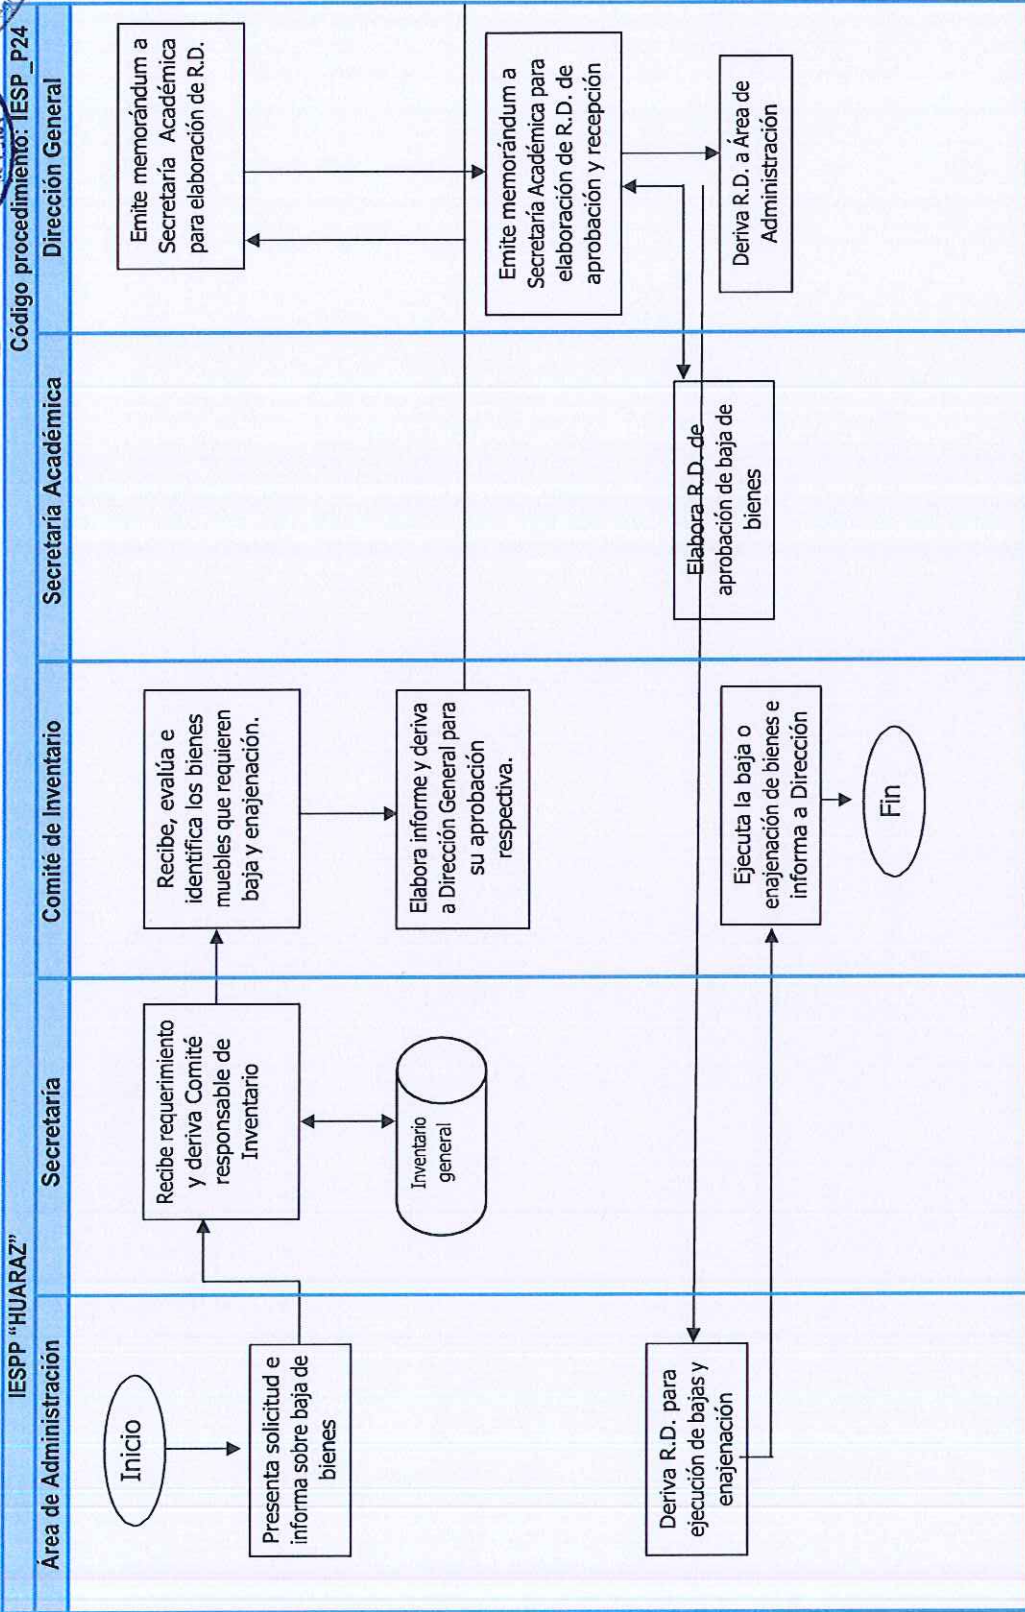 IESPP “HUARAZ”
Código procedimiento: IESP_P24
Área de Administración
Secretaría
Comité de Inventario
Secretaría Académica
Dirección General
Inicio
Presenta solicitud e
informa sobre baja de
bienes
Recibe requerimiento
y deriva Comité
responsable de
Inventario
Inventario
general
Recibe, evalúa e
identifica los bienes
muebles que requieren
baja y enajenación.
Elabora informe y deriva
a Dirección General para
su aprobación
respectiva.
Emite memorándum a
Secretaría Académica
para elaboración de R.D.
Emite memorándum a
Secretaría Académica para
elaboración de R.D. de
aprobación y recepción
Elabora R.D. de
aprobación de baja de
bienes
Deriva R.D. a Área de
Administración
Deriva R.D. para
ejecución de bajas y
enajenación
Ejecuta la baja o
enajenación de bienes e
informa a Dirección
Fin